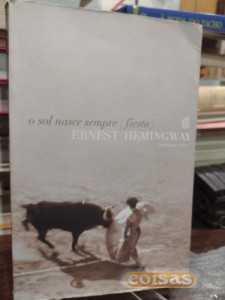 o sol nasce sempre (fiesta)
ERNEST HEMINGWAY
coisas